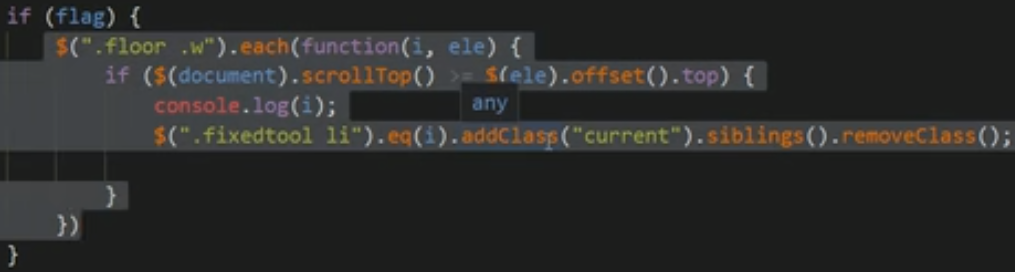 if (flag) {
    $(".floor .w").each(function(i, ele) {
        if ($(document).scrollTop() >= $(ele).offset().top) {
            console.log(i);
any
            $(".fixedtool li").eq(i).addClass("current").siblings().removeClass();
        }
    })
}